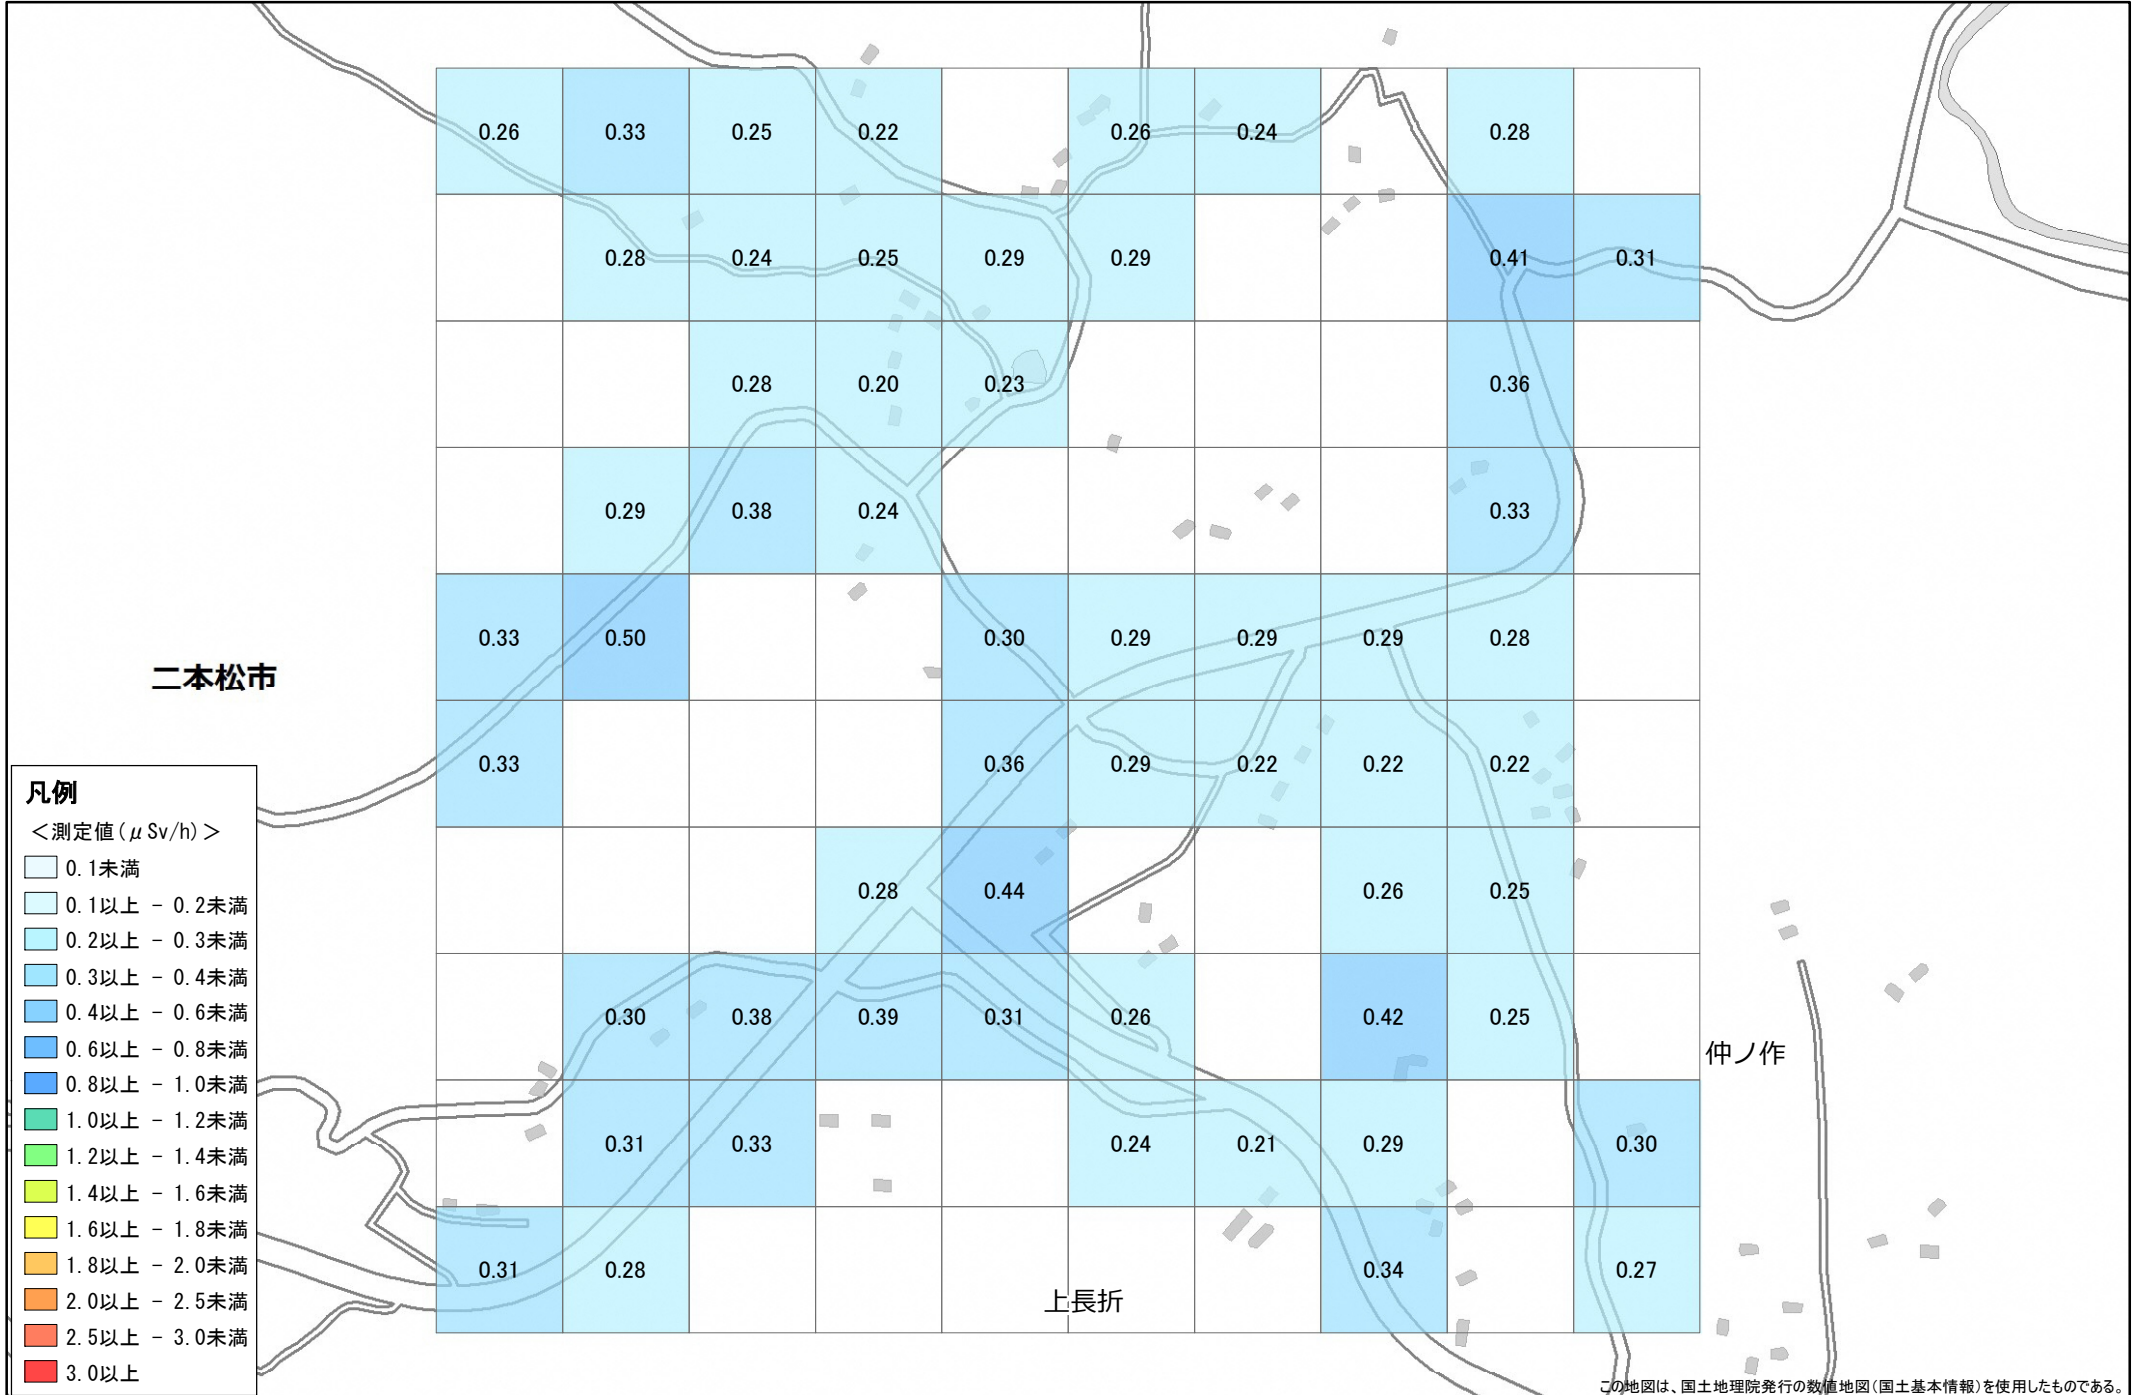 0.26 0.33 0.25 0.22 0.26 0.24 0.28
0.28 0.24 0.25 0.29 0.29 0.41 0.31
0.28 0.20 0.23 0.36
0.29 0.38 0.24 0.33
0.33 0.50 0.30 0.29 0.29 0.29 0.28
二本松市
0.33 0.36 0.29 0.22 0.22 0.22
0.28 0.44 0.26 0.25
0.30 0.38 0.39 0.31 0.26 0.42 0.25
仲ノ作
0.31 0.33 0.24 0.21 0.29 0.30
0.31 0.28 0.34 0.27
上長折
凡例
＜測定値(μSv/h)＞
0.1未満
0.1以上 - 0.2未満
0.2以上 - 0.3未満
0.3以上 - 0.4未満
0.4以上 - 0.6未満
0.6以上 - 0.8未満
0.8以上 - 1.0未満
1.0以上 - 1.2未満
1.2以上 - 1.4未満
1.4以上 - 1.6未満
1.6以上 - 1.8未満
1.8以上 - 2.0未満
2.0以上 - 2.5未満
2.5以上 - 3.0未満
3.0以上
この地図は、国土地理院発行の数値地図(国土基本情報)を使用したものである。